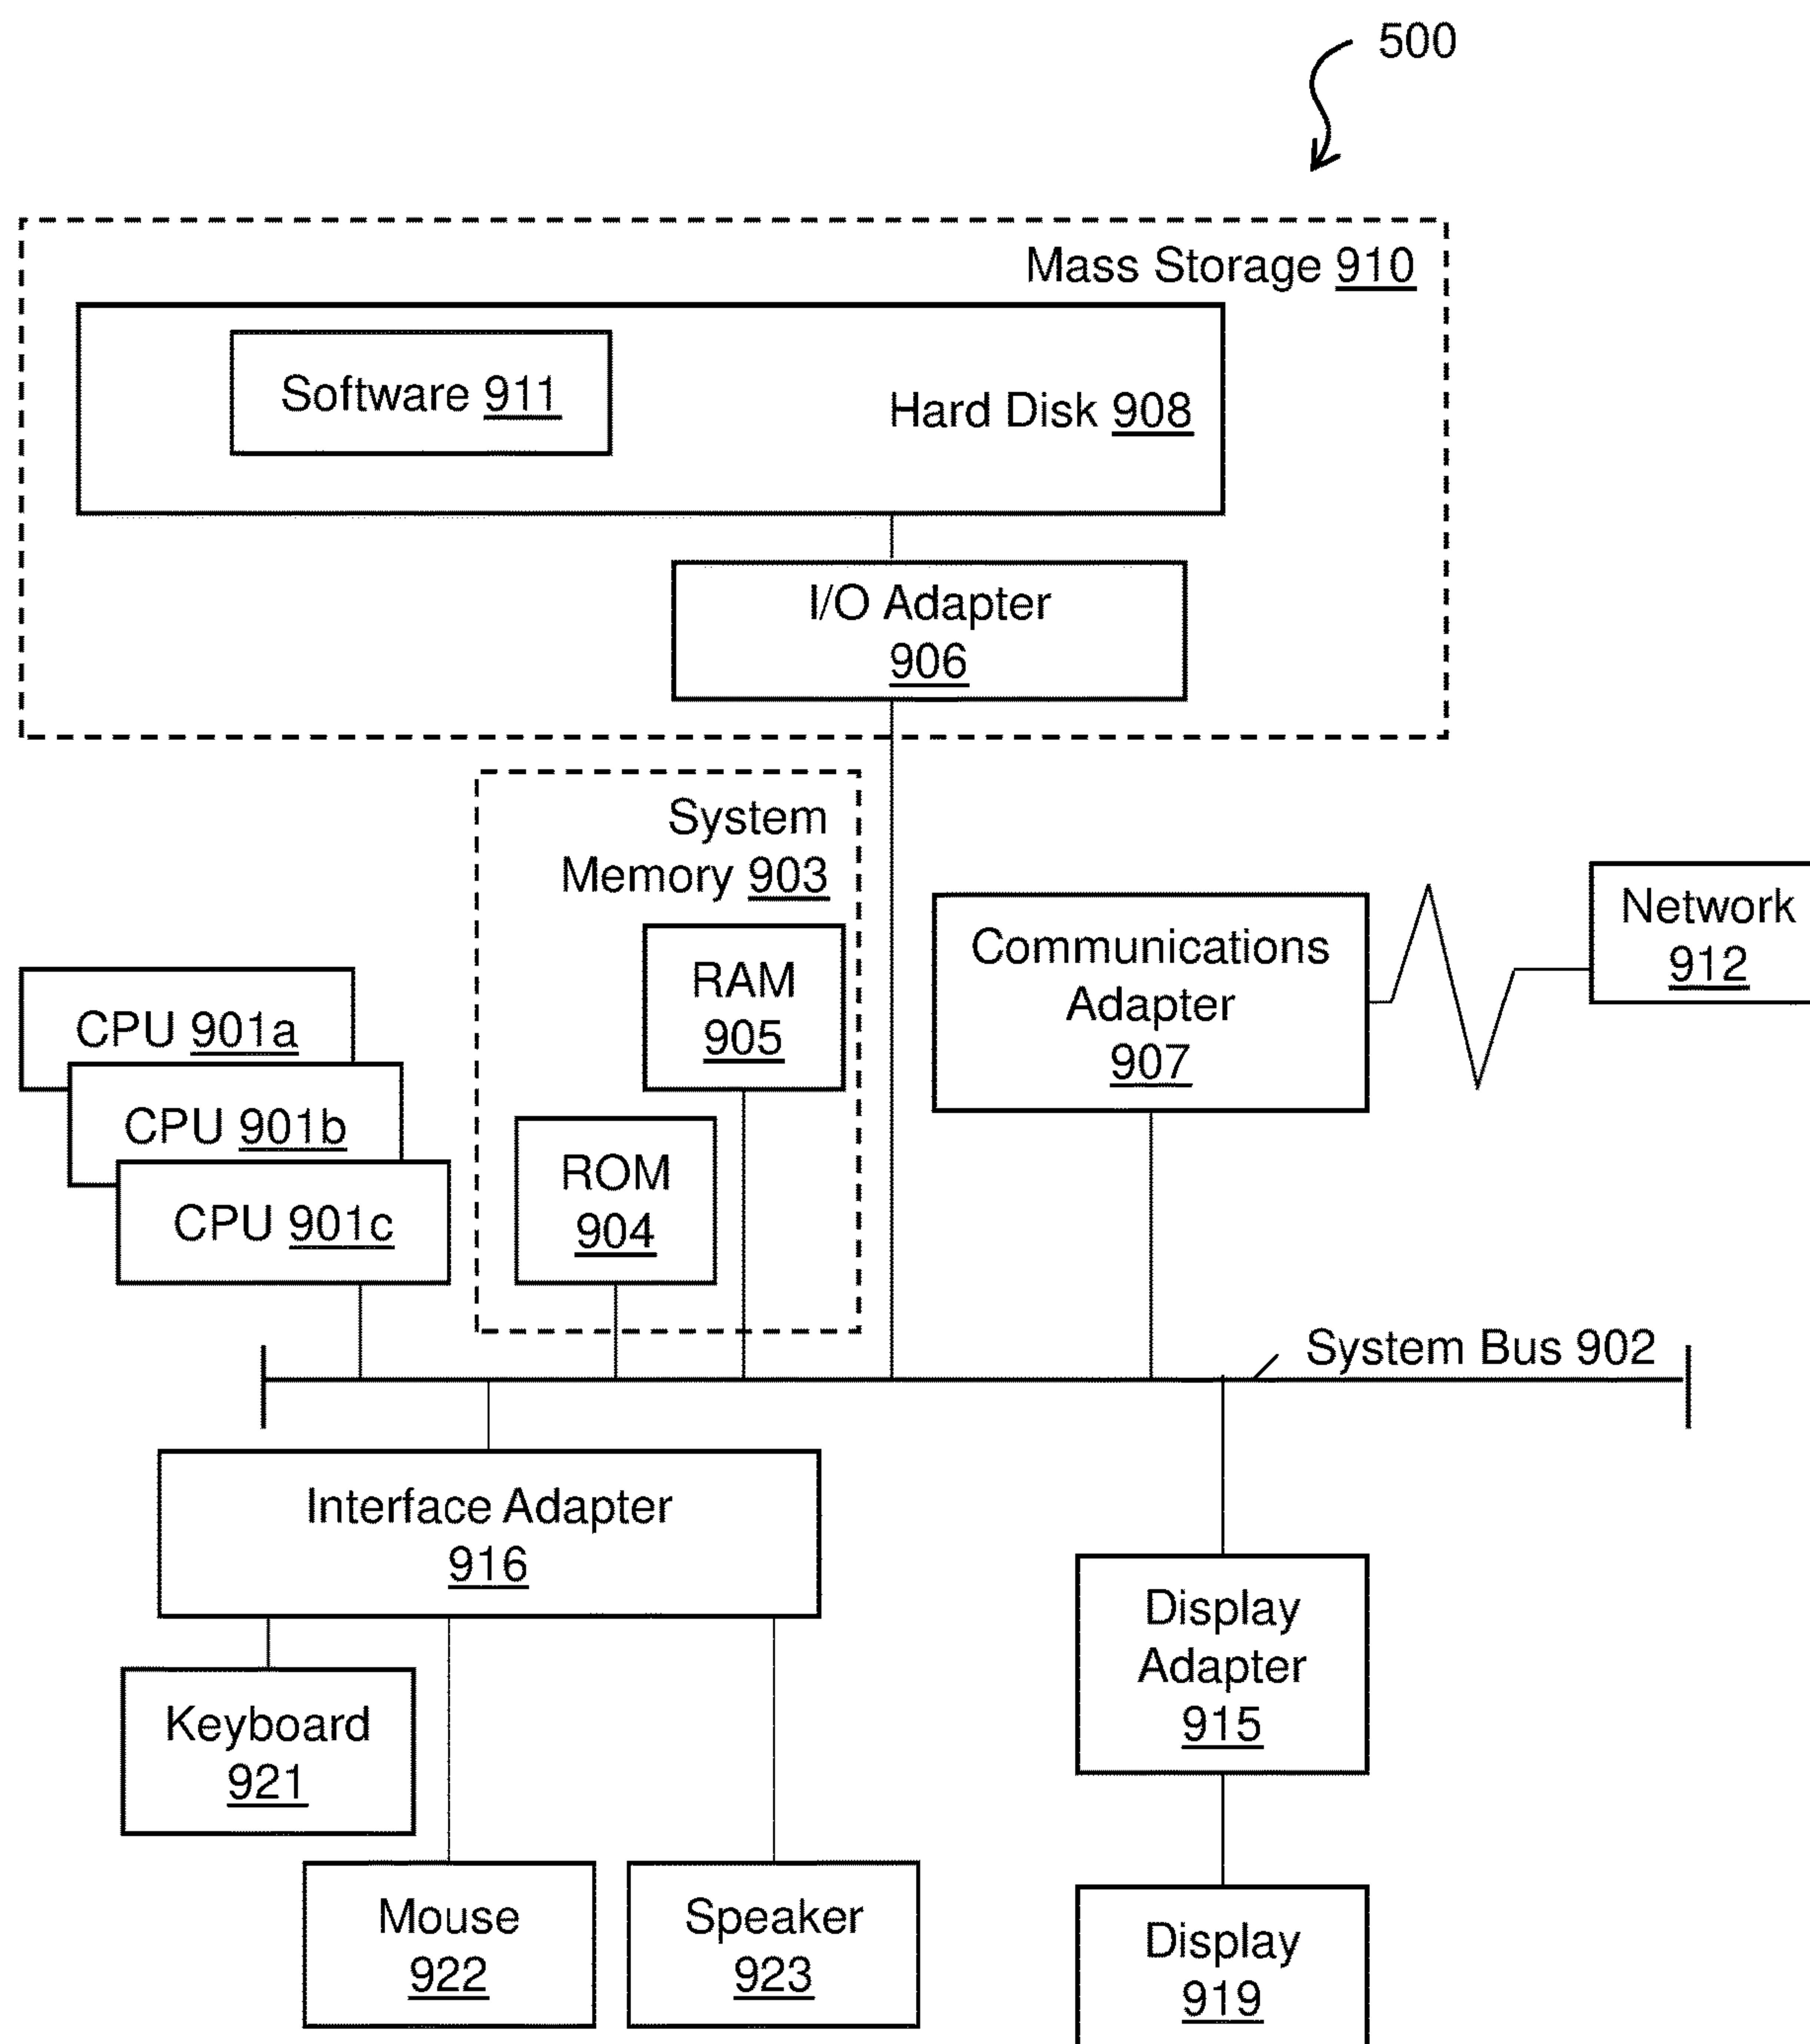 500
Mass Storage 910
Software 911
Hard Disk 908
I/O Adapter
906
System
Memory 903
RAM
905
ROM
904
CPU 901a
CPU 901b
CPU 901c
Communications
Adapter
907
Network
912
System Bus 902
Interface Adapter
916
Keyboard
921
Mouse
922
Speaker
923
Display
Adapter
915
Display
919